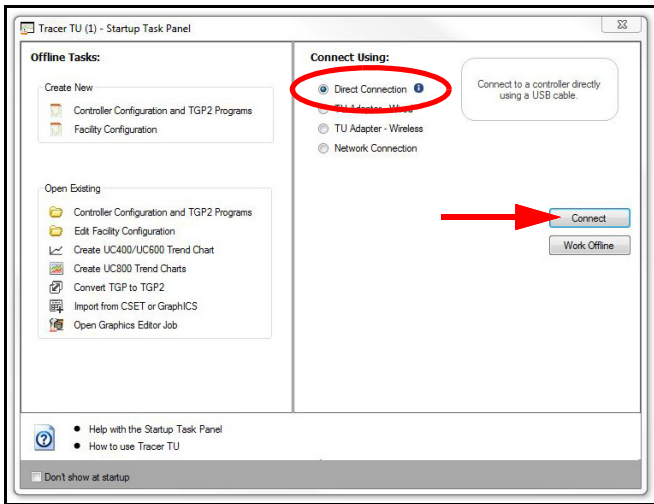 Tracer TU (1) - Startup Task Panel
Offline Tasks:
Create New
Controller Configuration and TGP2 Programs
Facility Configuration
Open Existing
Controller Configuration and TGP2 Programs
Edit Facility Configuration
Create UC400/UC600 Trend Chart
Create UC800 Trend Charts
Convert TGP to TGP2
Import from CSET or GraphICS
Open Graphics Editor Job
Connect Using:
Direct Connection
TU Adapter - Wired
TU Adapter - Wireless
Network Connection
Connect to a controller directly
using a USB cable.
Connect
Work Offline
Help with the Startup Task Panel
How to use Tracer TU
Don't show at startup